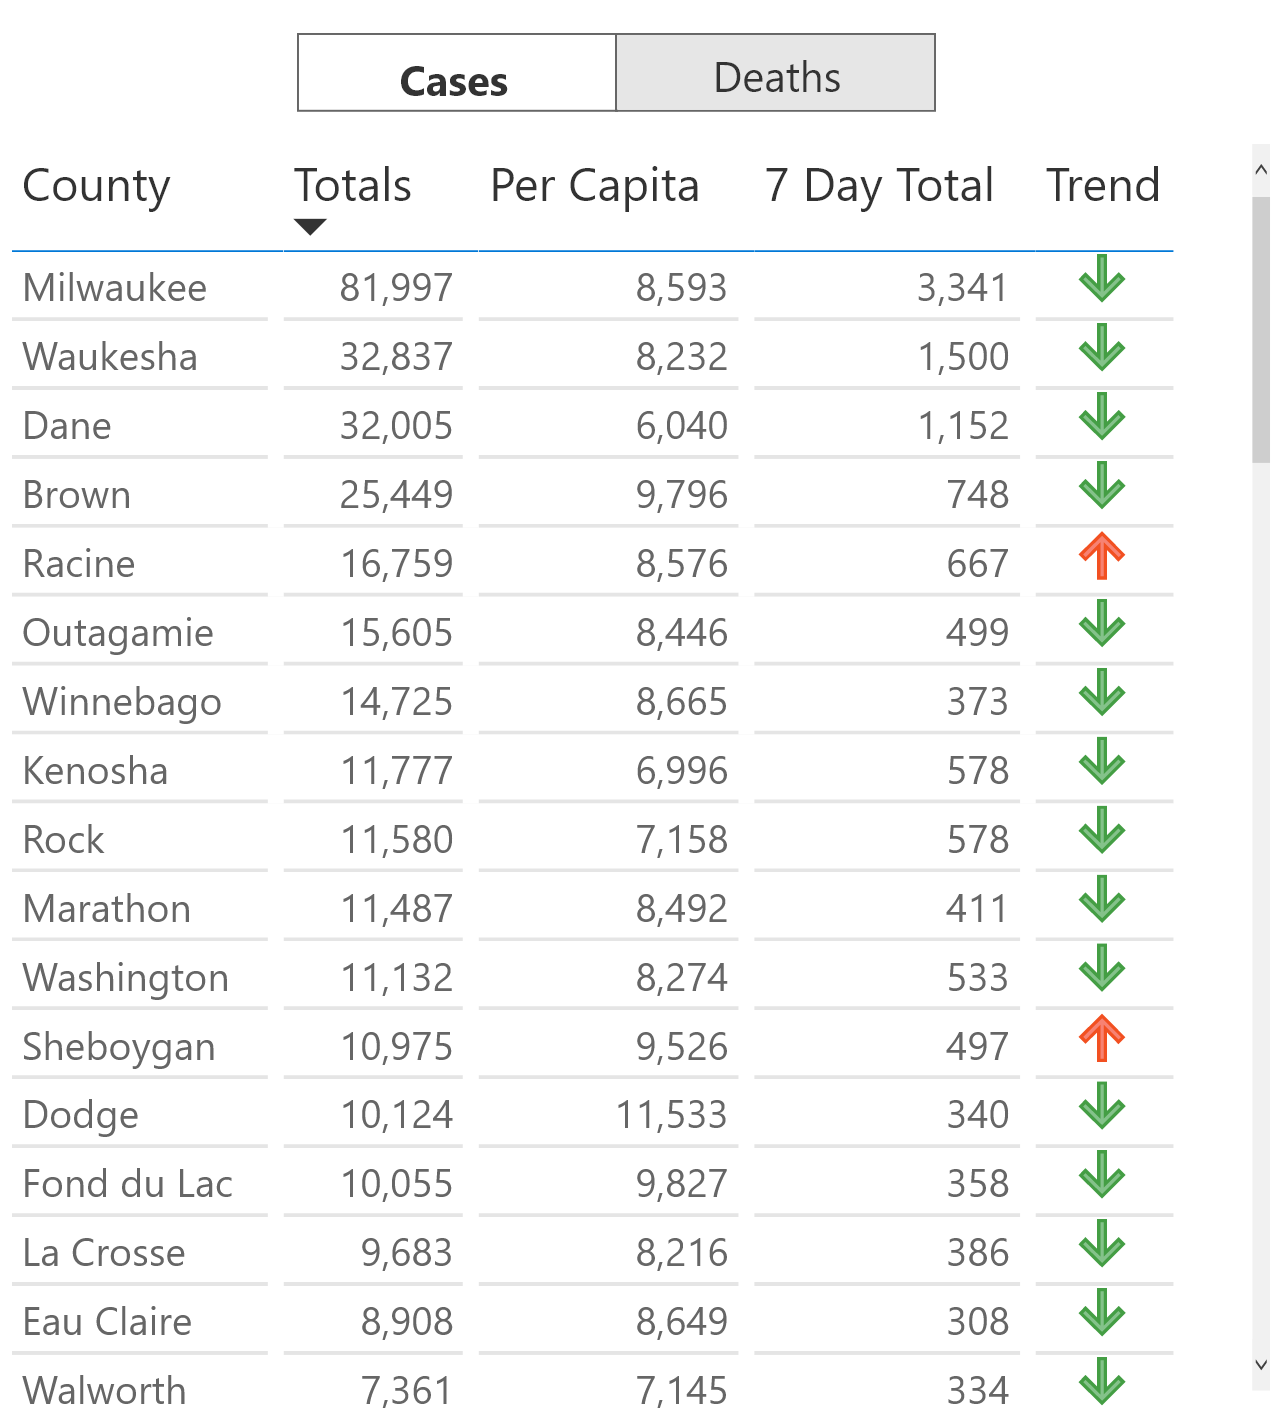 Cases Deaths
County Totals Per Capita 7 Day Total Trend
Milwaukee 81,997 8,593 3,341
Waukesha 32,837 8,232 1,500
Dane 32,005 6,040 1,152
Brown 25,449 9,796 748
Racine 16,759 8,576 667
Outagamie 15,605 8,446 499
Winnebago 14,725 8,665 373
Kenosha 11,777 6,996 578
Rock 11,580 7,158 578
Marathon 11,487 8,492 411
Washington 11,132 8,274 533
Sheboygan 10,975 9,526 497
Dodge 10,124 11,533 340
Fond du Lac 10,055 9,827 358
La Crosse 9,683 8,216 386
Eau Claire 8,908 8,649 308
Walworth 7,361 7,145 334